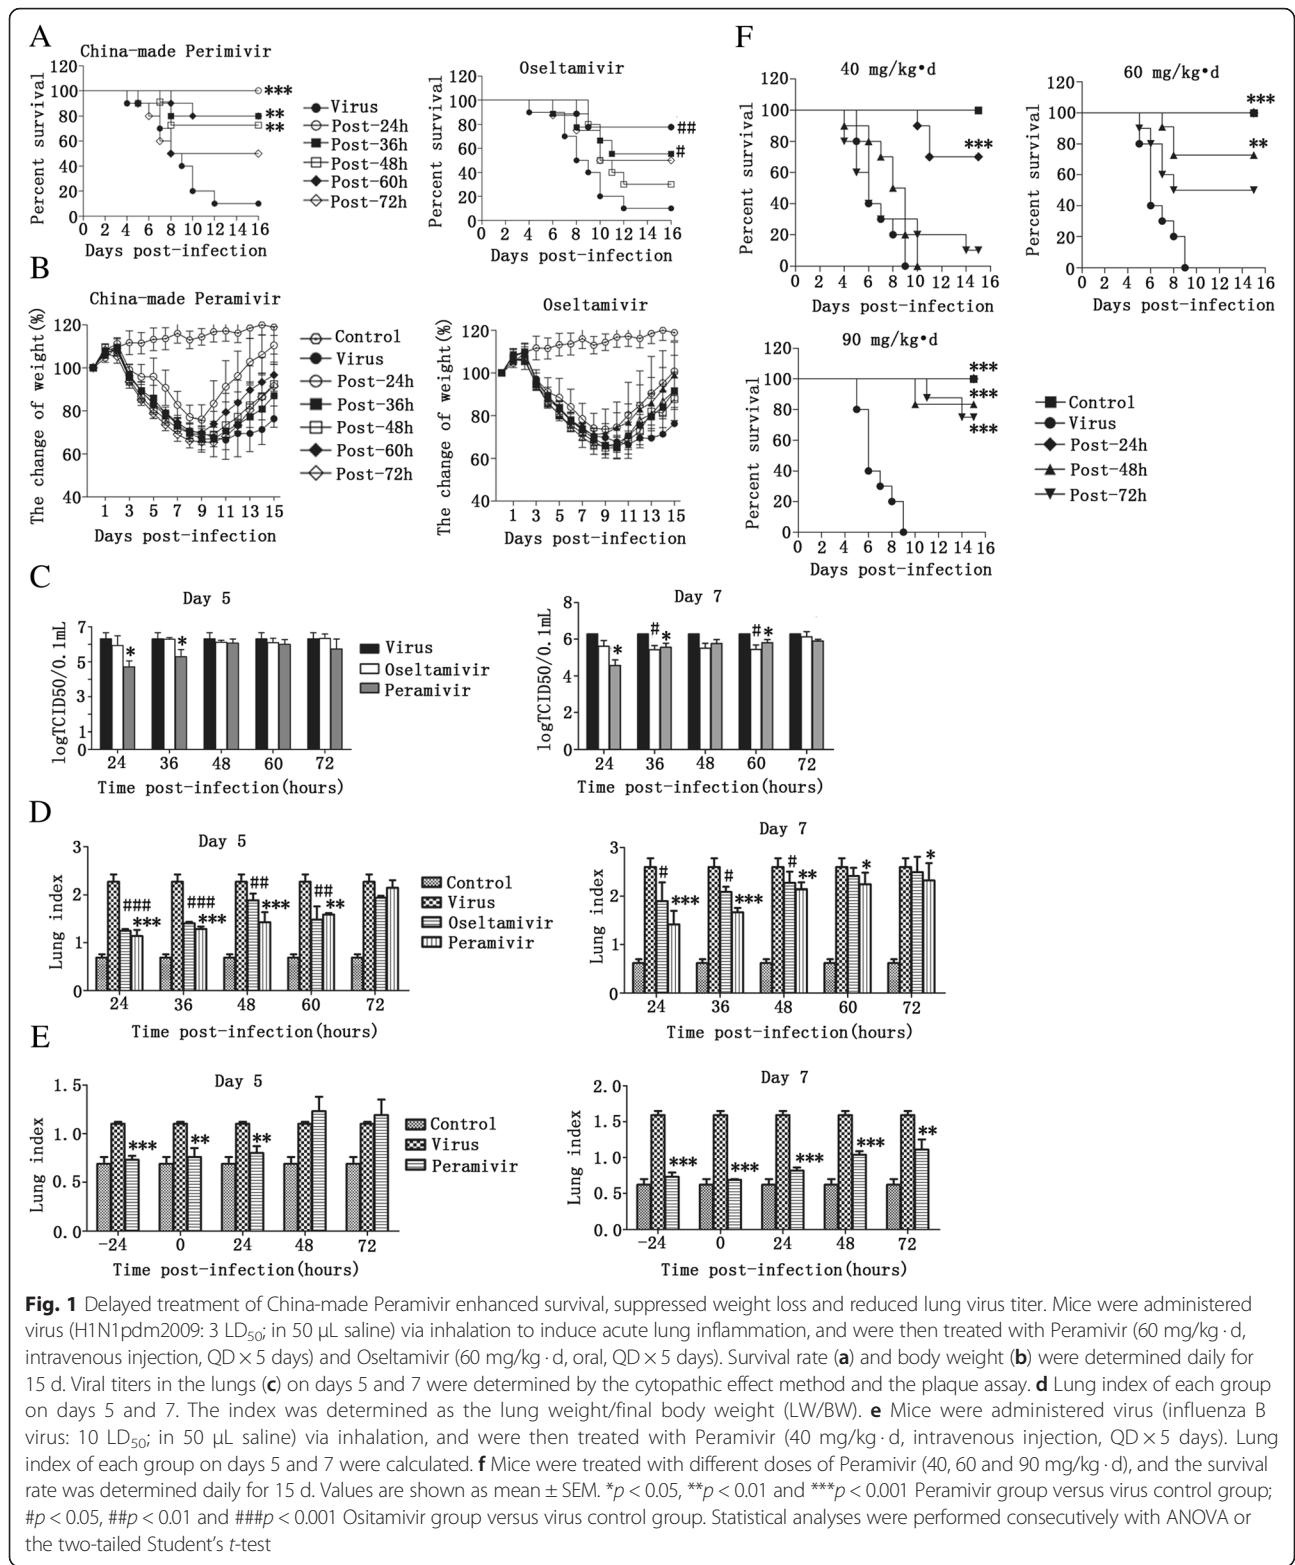 A
China-made Perimivir
Percent survival
120
100
80
60
40
20
0
***
**
**
0 2 4 6 8 10 12 14 16
Days post-infection
Virus
Post-24h
Post-36h
Post-48h
Post-60h
Post-72h
Oseltamivir
Percent survival
120
100
80
60
40
20
0
##
#
0 2 4 6 8 10 12 14 16
Days post-infection
B
China-made Peramivir
The change of weight(%)
120
100
80
60
40
1 3 5 7 9 11 13 15
Days post-infection
Control
Virus
Post-24h
Post-36h
Post-48h
Post-60h
Post-72h
Oseltamivir
The change of weight(%)
120
100
80
60
40
1 3 5 7 9 11 13 15
Days post-infection
F
40 mg/kg•d
Percent survival
120
100
80
60
40
20
0
***
0 2 4 6 8 10 12 14 16
Days post-infection
60 mg/kg•d
Percent survival
120
100
80
60
40
20
0
***
**
0 2 4 6 8 10 12 14 16
Days post-infection
90 mg/kg•d
Percent survival
120
100
80
60
40
20
0
***
***
***
0 2 4 6 8 10 12 14 16
Days post-infection
Control
Virus
Post-24h
Post-48h
Post-72h
C
Day 5
logTCID50/0.1mL
7
5
3
1
0
* *
24 36 48 60 72
Time post-infection(hours)
Virus
Oseltamivir
Peramivir
Day 7
logTCID50/0.1mL
8
6
4
2
0
* # * # *
24 36 48 60 72
Time post-infection(hours)
D
Day 5
Lung index
3
2
1
0
### *** ### *** ## *** ## **
24 36 48 60 72
Time post-infection(hours)
Control
Virus
Oseltamivir
Peramivir
Day 7
Lung index
3
2
1
0
# *** # *** # ** * *
24 36 48 60 72
Time post-infection(hours)
E
Day 5
Lung index
1.5
1.0
0.5
0.0
*** ** **
-24 0 24 48 72
Time post-infection(hours)
Control
Virus
Peramivir
Day 7
Lung index
2.0
1.5
1.0
0.5
0.0
*** *** *** *** **
-24 0 24 48 72
Time post-infection(hours)
Fig. 1 Delayed treatment of China-made Peramivir enhanced survival, suppressed weight loss and reduced lung virus titer. Mice were administered
virus (H1N1pdm2009: 3 LD50; in 50 μL saline) via inhalation to induce acute lung inflammation, and were then treated with Peramivir (60 mg/kg · d,
intravenous injection, QD × 5 days) and Oseltamivir (60 mg/kg · d, oral, QD × 5 days). Survival rate (a) and body weight (b) were determined daily for
15 d. Viral titers in the lungs (c) on days 5 and 7 were determined by the cytopathic effect method and the plaque assay. d Lung index of each group
on days 5 and 7. The index was determined as the lung weight/final body weight (LW/BW). e Mice were administered virus (influenza B
virus: 10 LD50; in 50 μL saline) via inhalation, and were then treated with Peramivir (40 mg/kg · d, intravenous injection, QD × 5 days). Lung
index of each group on days 5 and 7 were calculated. f Mice were treated with different doses of Peramivir (40, 60 and 90 mg/kg · d), and the survival
rate was determined daily for 15 d. Values are shown as mean ± SEM. *p < 0.05, **p < 0.01 and ***p < 0.001 Peramivir group versus virus control group;
#p < 0.05, ##p < 0.01 and ###p < 0.001 Ositamivir group versus virus control group. Statistical analyses were performed consecutively with ANOVA or
the two-tailed Student's t-test